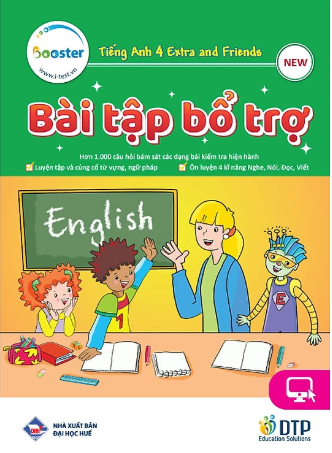 Booster
www.i-test.vn
Tiếng Anh 4 Extra and Friends
NEW
Bài tập bổ trợ
Hơn 1.000 câu hỏi bám sát các dạng bài kiểm tra hiện hành
Luyện tập và củng cố từ vựng, ngữ pháp
Ôn luyện 4 kĩ năng Nghe, Nói, Đọc, Viết
English
1
E
NHÀ XUẤT BẢN
ĐẠI HỌC HUẾ
DTP
Education Solutions